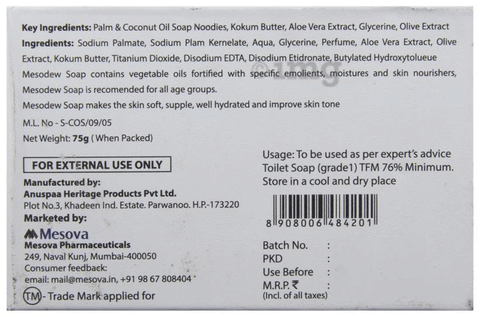 Key Ingredients: Palm & Coconut Oil Soap Noodies, Kokum Butter, Aloe Vera Extract, Glycerine, Olive Extract
Ingredients: Sodium Palmate, Sodium Plam Kernelate, Aqua, Glycerine, Perfume, Aloe Vera Extract, Olive
Extract, Kokum Butter, Titanium Dioxide, Disodium EDTA, Disodium Etidronate, Butylated Hydroxytolueue
Mesodew Soap contains vegetable oils fortified with specific emolients, moistures and skin nourishers,
Mesodew Soap is recomended for all age groups.
Mesodew Soap makes the skin soft, supple, well hydrated and improve skin tone
M.L. No - S-COS/09/05
Net Weight: 75g ( When Packed)
FOR EXTERNAL USE ONLY
Manufactured by:
Anuspaa Heritage Products Pvt Ltd.
Plot No.3, Khadeen Ind. Estate. Parwanoo. H.P.-173220
Marketed by:
Mesova
Mesova Pharmaceuticals
249, Naval Kunj, Mumbai-400050
Consumer feedback:
email: mail@mesova.in, +91 98 67 808404
TM - Trade Mark applied for
Usage: To be used as per expert's advice
Toilet Soap (grade1) TFM 76% Minimum.
Store in a cool and dry place
8 908006 484201
Batch No. :
PKD :
Use Before :
M.R.P. ₹ :
(Incl. of all taxes)